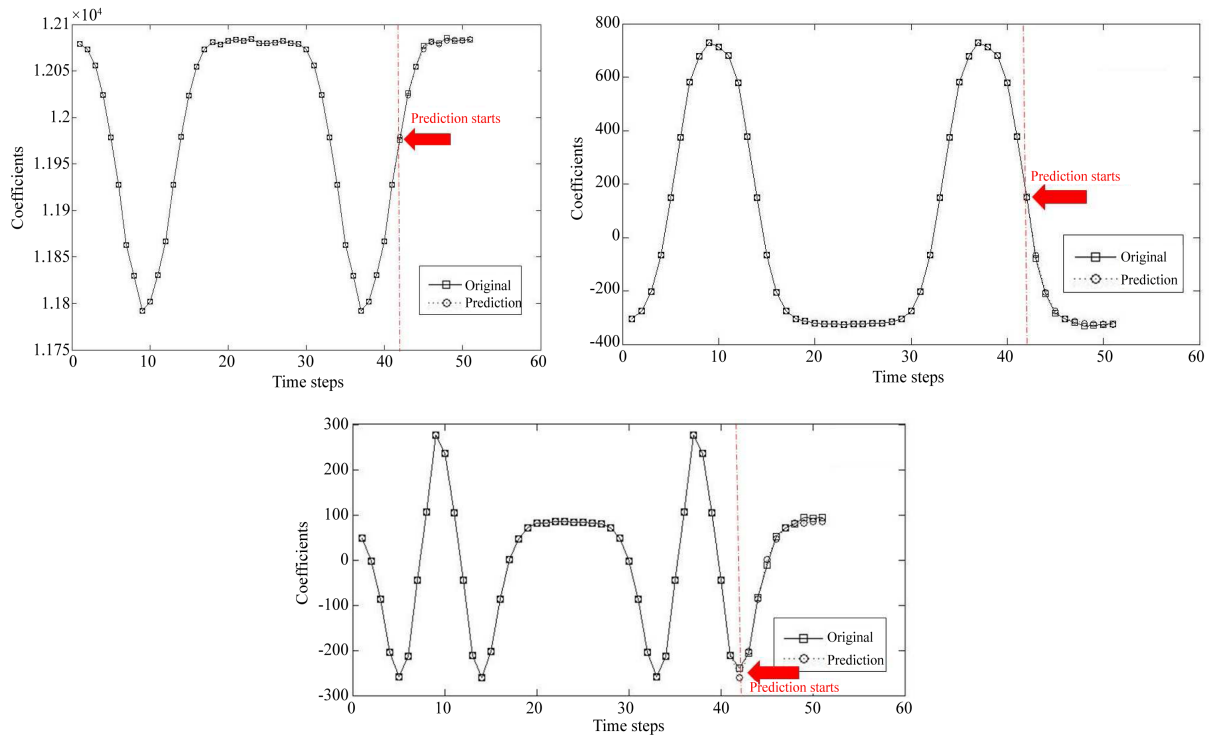 ×10⁴
1.21
1.205
1.2
1.195
1.19
1.185
1.18
1.175
0
10
20
30
40
50
60
Coefficients
Time steps
Prediction starts
Original
Prediction
800
600
400
200
0
-200
-400
0
10
20
30
40
50
60
Coefficients
Time steps
Prediction starts
Original
Prediction
300
200
100
0
-100
-200
-300
0
10
20
30
40
50
60
Coefficients
Time steps
Original
Prediction
Prediction starts